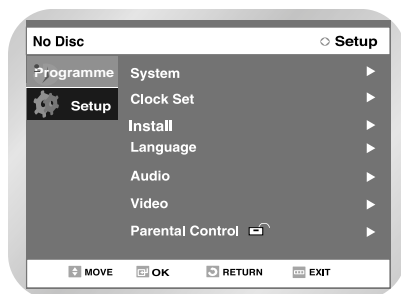 No Disc Setup
Programme System
Setup Clock Set
Install
Language
Audio
Video
Parental Control
MOVE OK RETURN EXIT